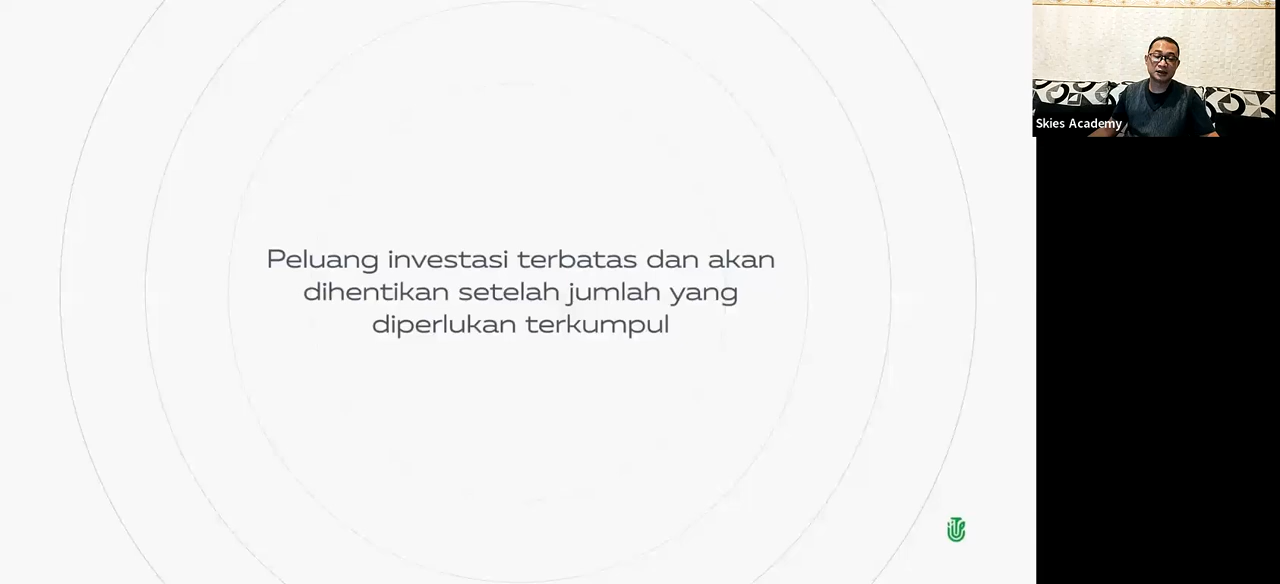 Peluang investasi terbatas dan akan
dihentikan setelah jumlah yang
diperlukan terkumpul
Skies Academy